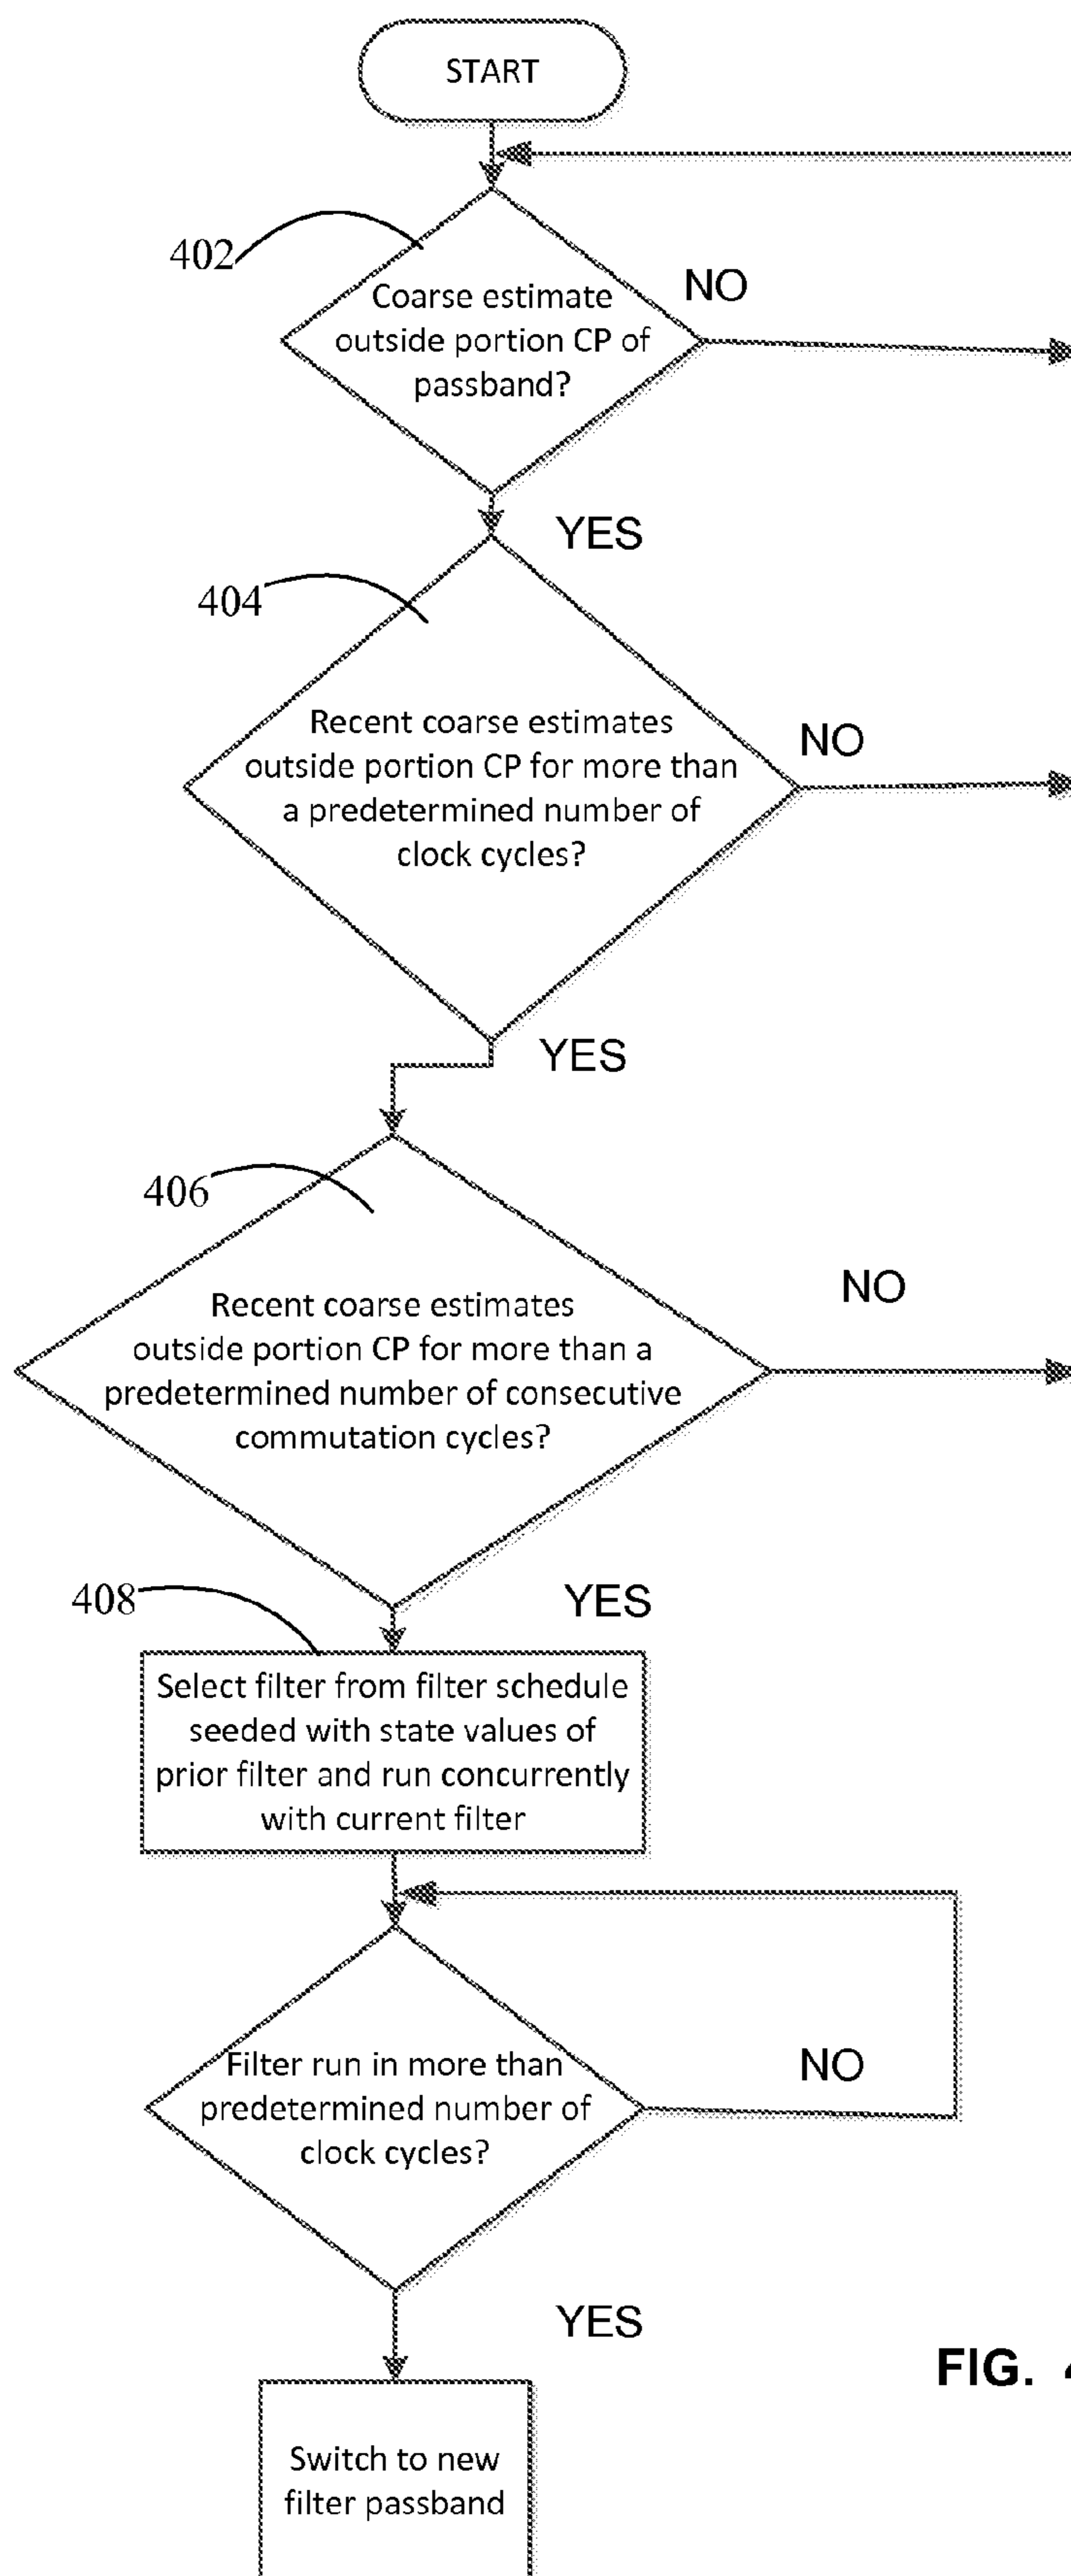 START
402
NO
Coarse estimate
outside portion CP of
passband?
YES
404
Recent coarse estimates
outside portion CP for more than
a predetermined number of
clock cycles?
NO
YES
406
NO
Recent coarse estimates
outside portion CP for more than a
predetermined number of consecutive
commutation cycles?
408
YES
Select filter from filter schedule
seeded with state values of
prior filter and run concurrently
with current filter
Filter run in more than
predetermined number of
clock cycles?
NO
YES
FIG. 4
Switch to new
filter passband